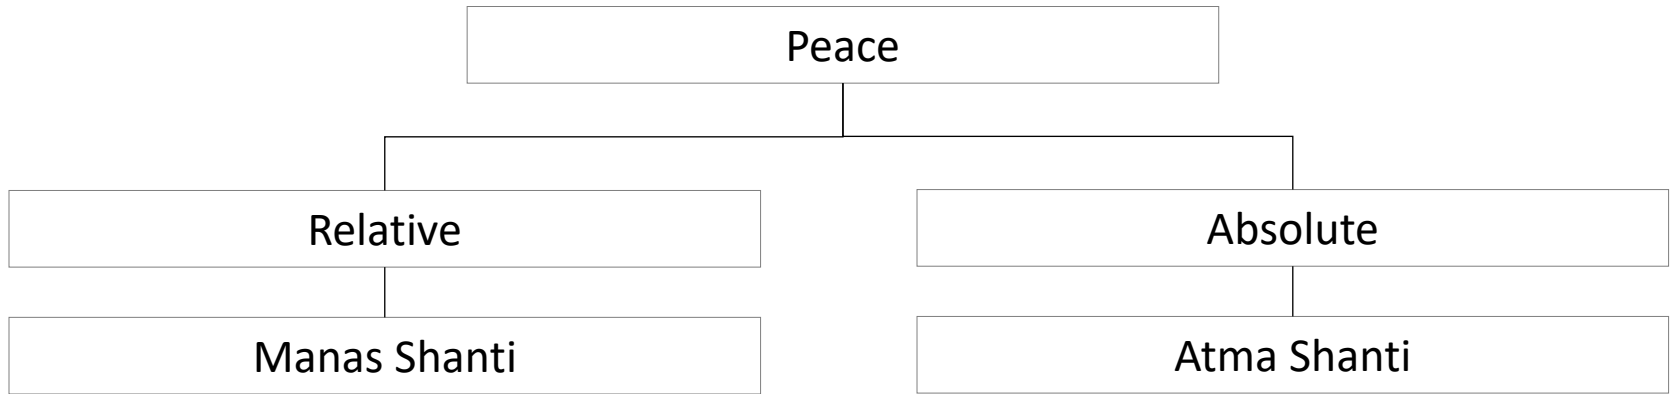 Peace
Relative
Absolute
Manas Shanti
Atma Shanti